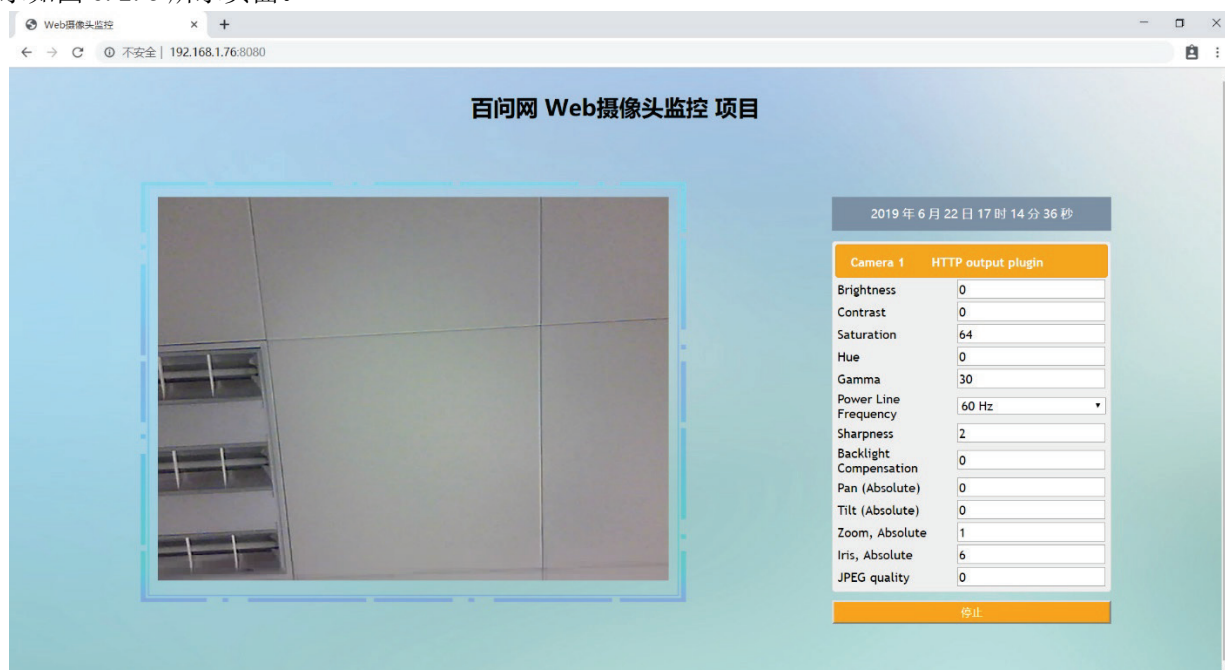 Web摄像头监控
不安全 | 192.168.1.76:8080
百问网 Web摄像头监控 项目
2019 年 6 月 22 日 17 时 14 分 36 秒
Camera 1 HTTP output plugin
Brightness 0
Contrast 0
Saturation 64
Hue 0
Gamma 30
Power Line
Frequency 60 Hz
Sharpness 2
Backlight
Compensation 0
Pan (Absolute) 0
Tilt (Absolute) 0
Zoom, Absolute 1
Iris, Absolute 6
JPEG quality 0
停止